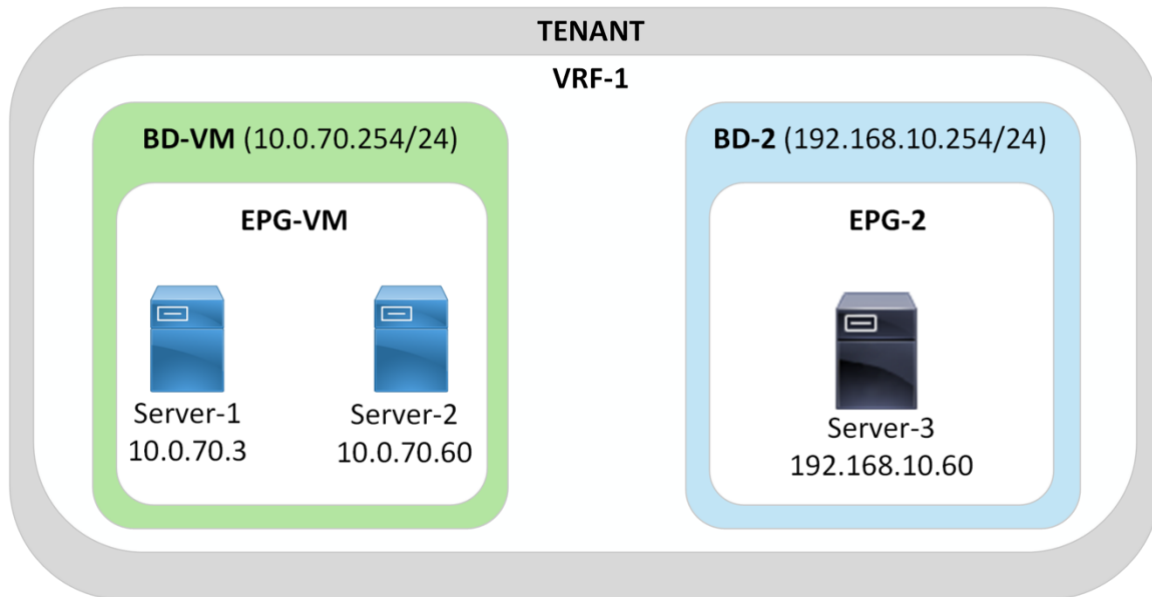 TENANT
VRF-1
BD-VM (10.0.70.254/24)
BD-2 (192.168.10.254/24)
EPG-VM
EPG-2
Server-1
10.0.70.3
Server-2
10.0.70.60
Server-3
192.168.10.60